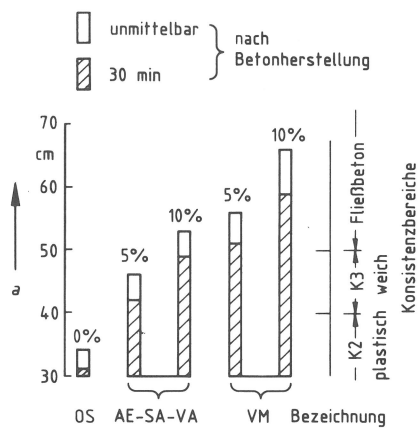 unmittelbar
30 min
nach
Betonherstellung
70
cm
60
50
a
40
30
0%
5%
10%
5%
10%
OS
AE-SA-VA
VM
Bezeichnung
K2
plastisch
K3
weich
Fließbeton
Konsistenzbereiche